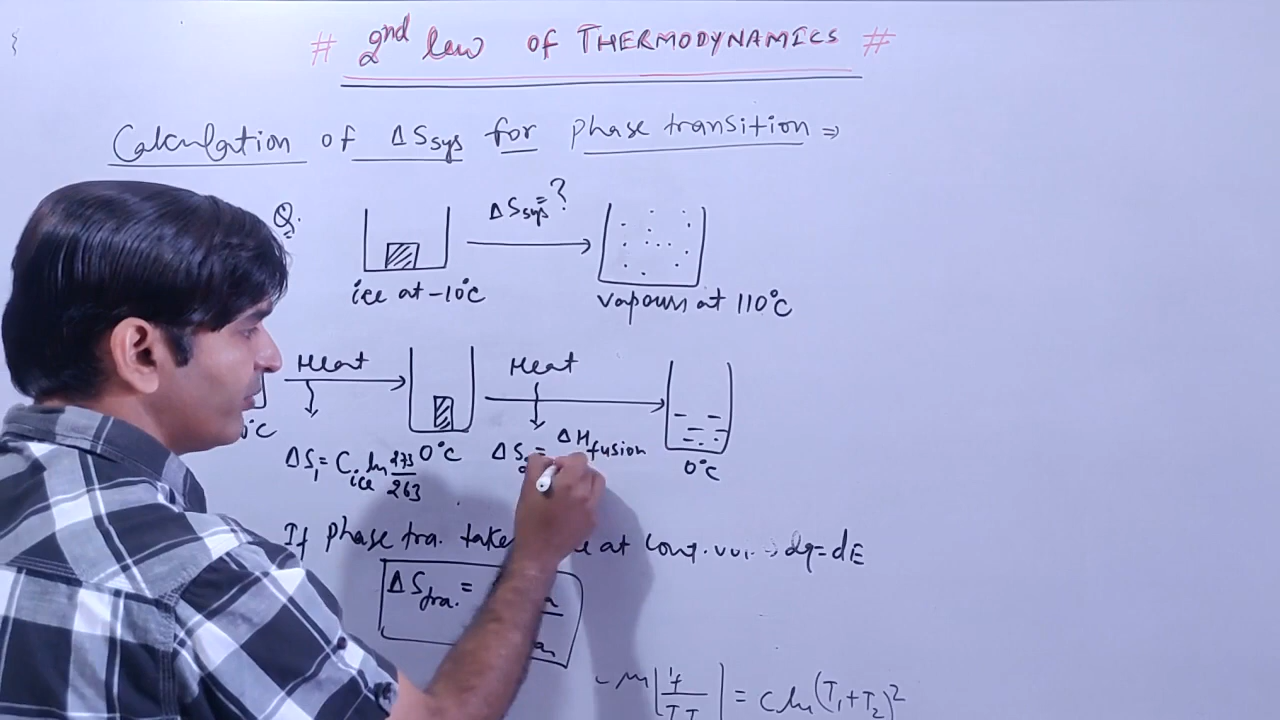 # 2nd law of THERMODYNAMICS #
Calculation of ΔSsys for phase transition ⇒
Q.
ΔSsys=?
ice at -10°C
vapours at 110°C
Heat
Heat
°C
0°C
0°C
ΔS1= Cice ln 273/263
ΔS2= ΔHfusion
If phase tra. take at vol. → dq=dE
ΔStra. =
= C ln (T1+T2)²